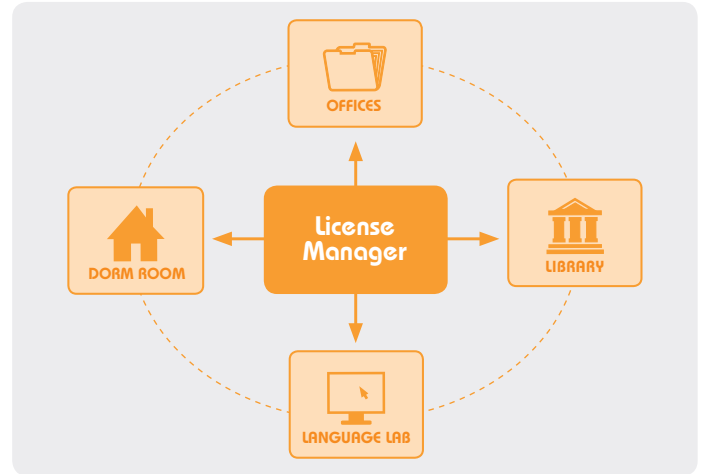 OFFICES
License
Manager
DORM ROOM
LIBRARY
LANGUAGE LAB